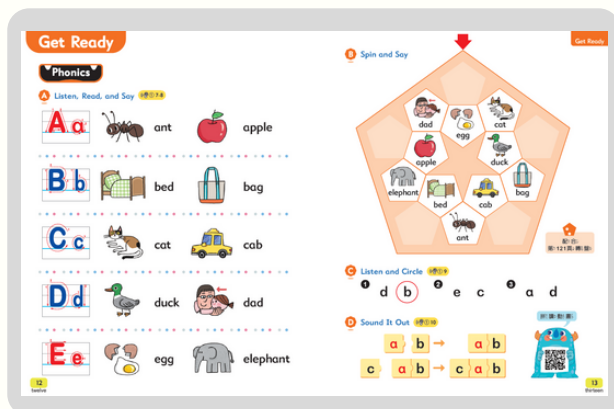 Get Ready
Phonics
A Listen, Read, and Say
A a ant apple
B b bed bag
C c cat cab
D d duck dad
E e egg elephant
12
twelve
Get Ready
B Spin and Say
dad
egg
cat
apple
duck
elephant
bed
cab
bag
ant
C Listen and Circle
1 d b 2 e c 3 a d
D Sound It Out
a b → a b
c a b → c a b
13
thirteen